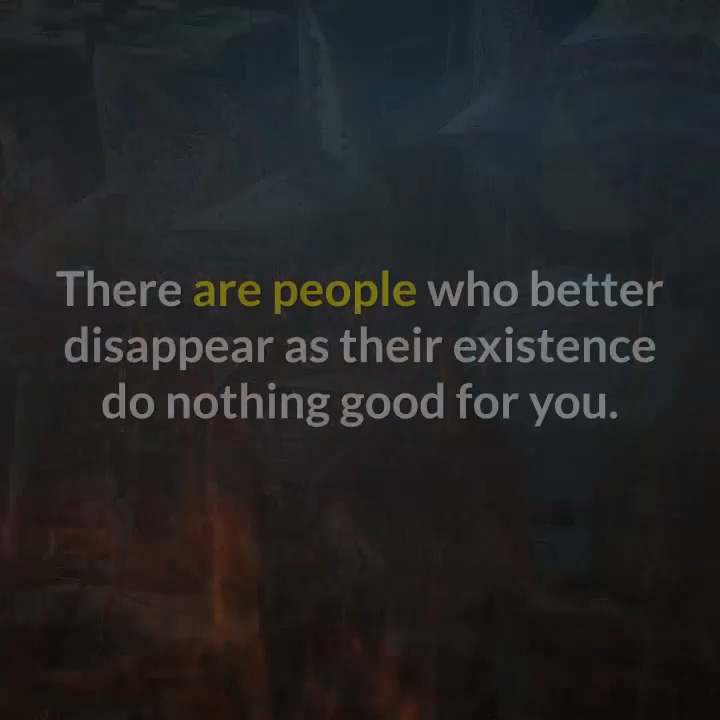 There are people who better
disappear as their existence
do nothing good for you.